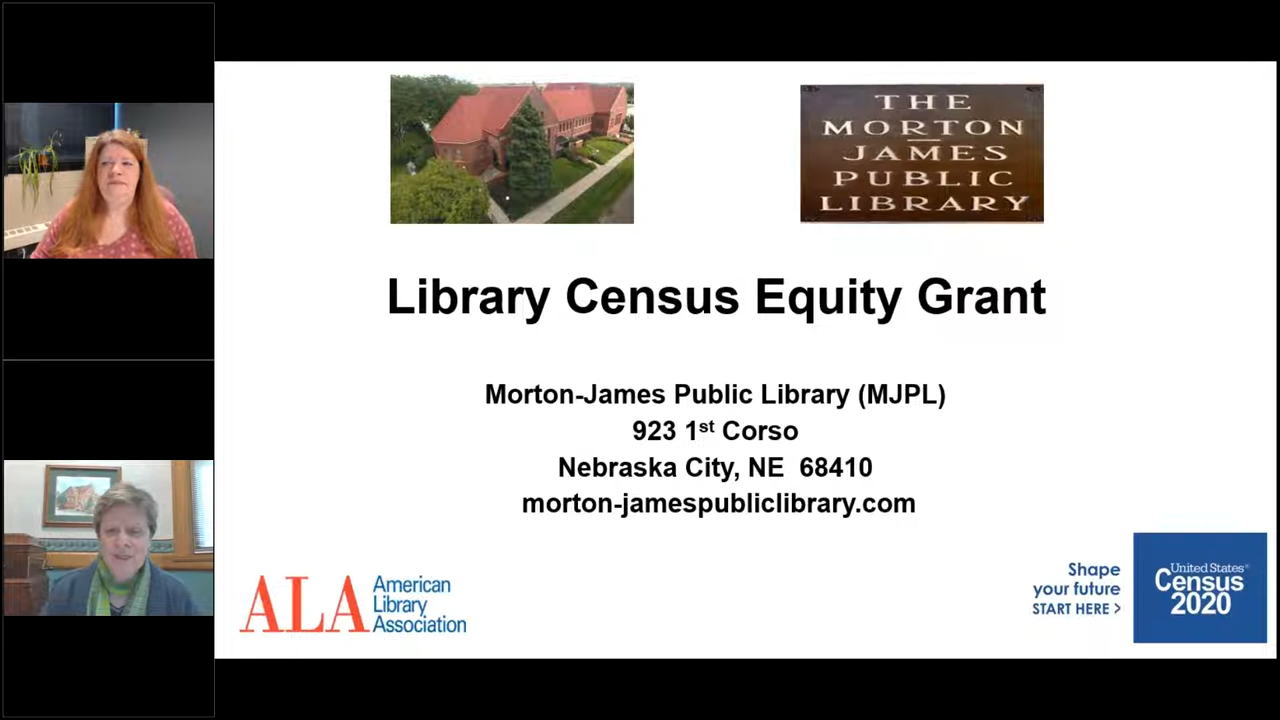 THE
MORTON
JAMES
PUBLIC
LIBRARY
Library Census Equity Grant
Morton-James Public Library (MJPL)
923 1st Corso
Nebraska City, NE 68410
morton-jamespubliclibrary.com
ALA American
Library
Association
Shape
your future
START HERE >
United States®
Census
2020